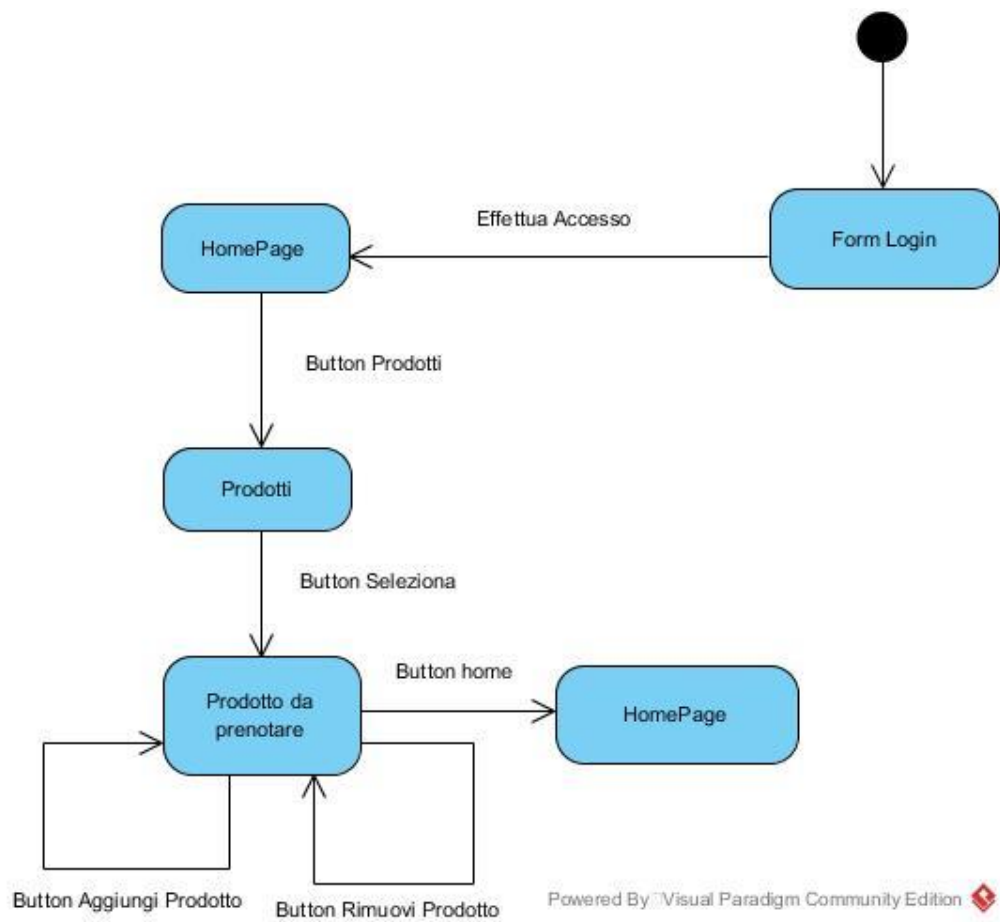 Effettua Accesso
Form Login
HomePage
Button Prodotti
Prodotti
Button Seleziona
Button home
Prodotto da
prenotare
HomePage
Button Aggiungi Prodotto
Button Rimuovi Prodotto
Powered By Visual Paradigm Community Edition